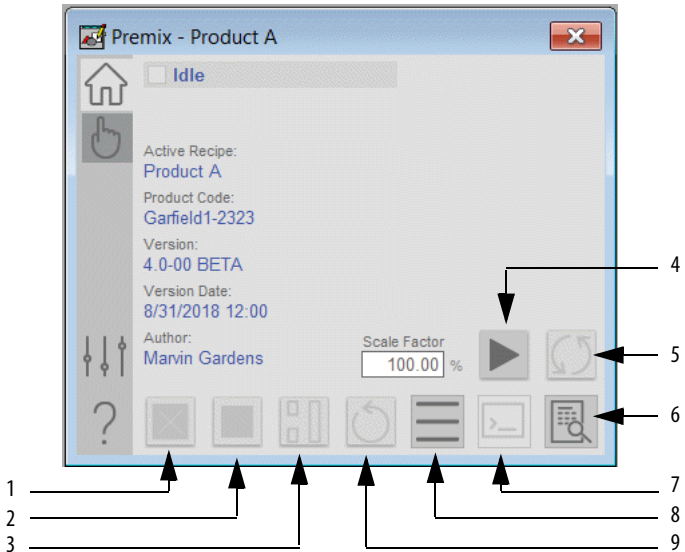 Premix - Product A
Idle
Active Recipe:
Product A
Product Code:
Garfield1-2323
Version:
4.0-00 BETA
Version Date:
8/31/2018 12:00
Author:
Marvin Gardens
Scale Factor
100.00 %
4
5
6
7
8
9
1
2
3